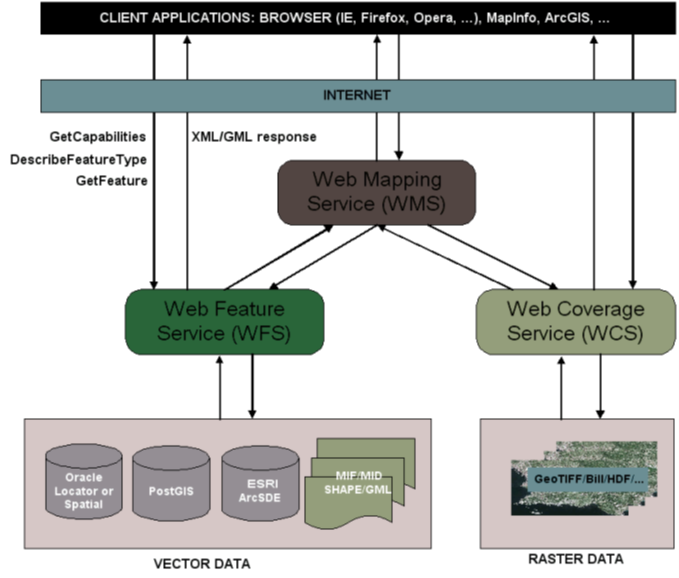 CLIENT APPLICATIONS: BROWSER (IE, Firefox, Opera, ...), MapInfo, ArcGIS, ...
INTERNET
GetCapabilities
DescribeFeatureType
GetFeature
XML/GML response
Web Mapping
Service (WMS)
Web Feature
Service (WFS)
Web Coverage
Service (WCS)
Oracle
Locator or
Spatial
PostGIS
ESRI
ArcSDE
MIF/MID
SHAPE/GML
GeoTIFF/Bill/HDF/...
VECTOR DATA
RASTER DATA